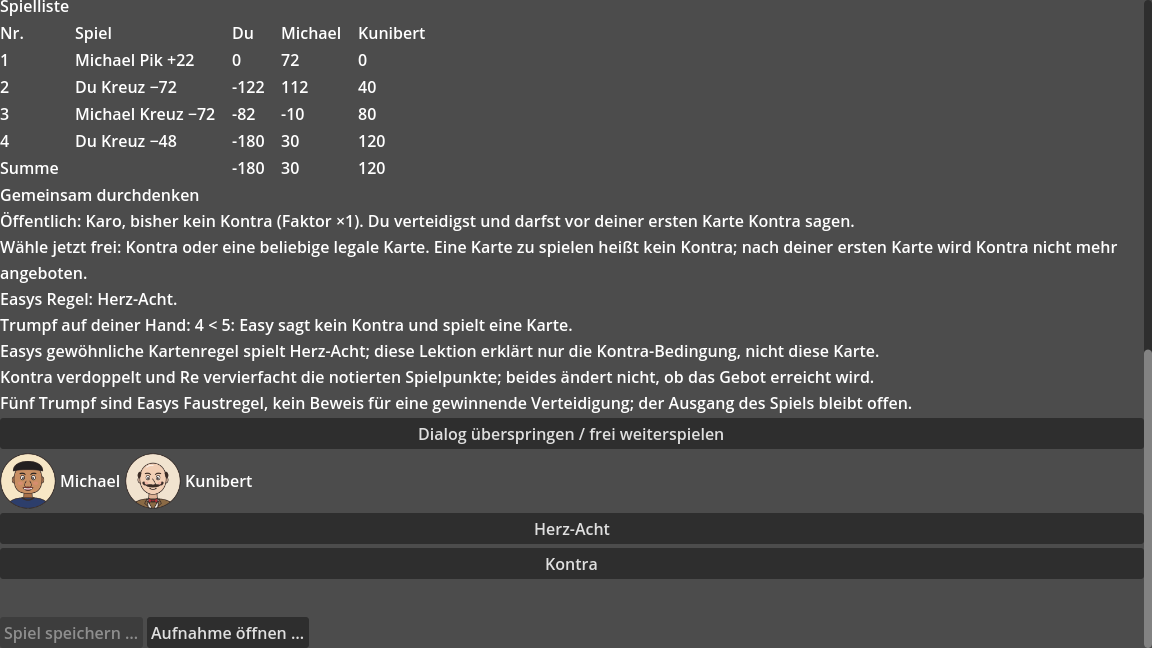 Spielliste
Nr. Spiel Du Michael Kunibert
1 Michael Pik +22 0 72 0
2 Du Kreuz −72 -122 112 40
3 Michael Kreuz −72 -82 -10 80
4 Du Kreuz −48 -180 30 120
Summe -180 30 120
Gemeinsam durchdenken
Öffentlich: Karo, bisher kein Kontra (Faktor ×1). Du verteidigst und darfst vor deiner ersten Karte Kontra sagen.
Wähle jetzt frei: Kontra oder eine beliebige legale Karte. Eine Karte zu spielen heißt kein Kontra; nach deiner ersten Karte wird Kontra nicht mehr
angeboten.
Easys Regel: Herz-Acht.
Trumpf auf deiner Hand: 4 < 5: Easy sagt kein Kontra und spielt eine Karte.
Easys gewöhnliche Kartenregel spielt Herz-Acht; diese Lektion erklärt nur die Kontra-Bedingung, nicht diese Karte.
Kontra verdoppelt und Re vervierfacht die notierten Spielpunkte; beides ändert nicht, ob das Gebot erreicht wird.
Fünf Trumpf sind Easys Faustregel, kein Beweis für eine gewinnende Verteidigung; der Ausgang des Spiels bleibt offen.
Dialog überspringen / frei weiterspielen
Michael Kunibert
Herz-Acht
Kontra
Spiel speichern ... Aufnahme öffnen ...